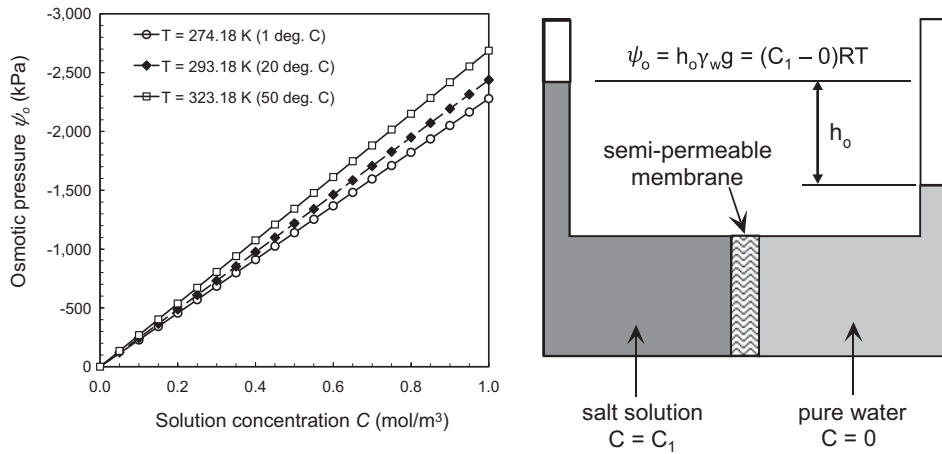 -3,000
-2,500
-2,000
-1,500
-1,000
-500
0
Osmotic pressure ψₒ (kPa)
T = 274.18 K (1 deg. C)
T = 293.18 K (20 deg. C)
T = 323.18 K (50 deg. C)
0.0 0.2 0.4 0.6 0.8 1.0
Solution concentration C (mol/m³)
ψₒ = hₒγ_wg = (C₁ – 0)RT
hₒ
semi-permeable
membrane
salt solution
C = C₁
pure water
C = 0